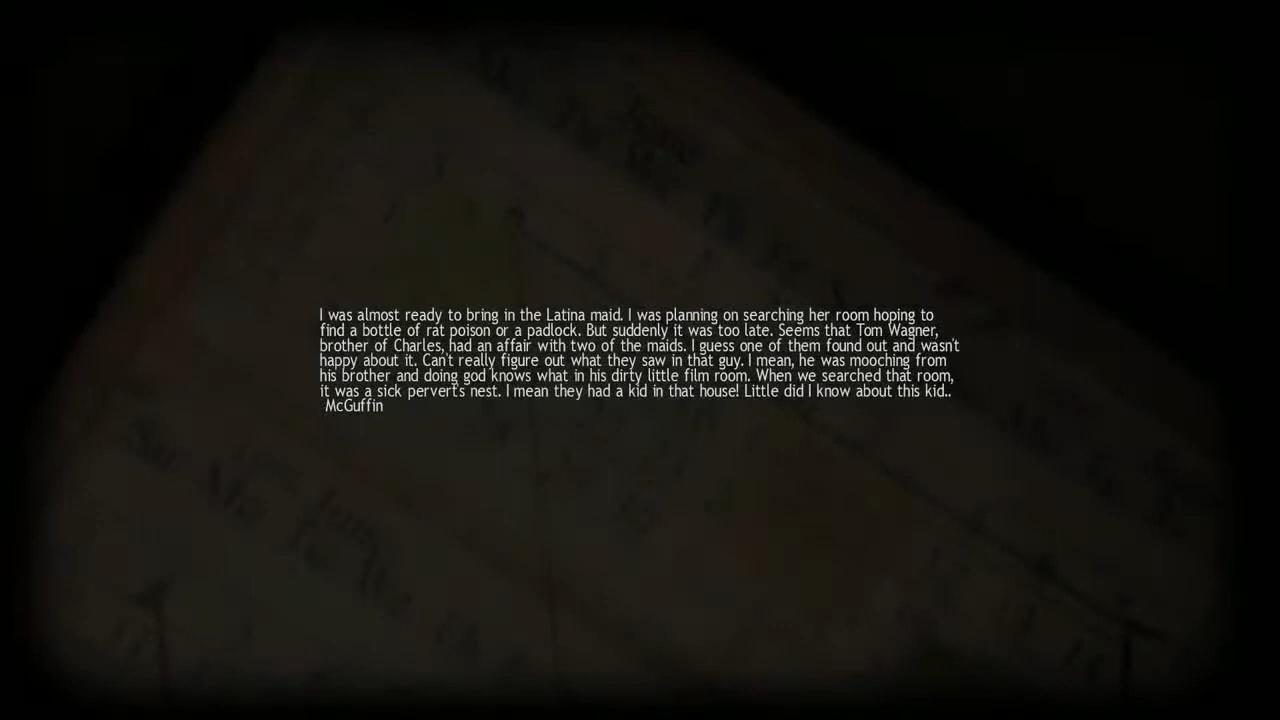 I was almost ready to bring in the Latina maid. I was planning on searching her room hoping to
find a bottle of rat poison or a padlock. But suddenly it was too late. Seems that Tom Wagner,
brother of Charles, had an affair with two of the maids. I guess one of them found out and wasn't
happy about it. Can't really figure out what they saw in that guy. I mean, he was mooching from
his brother and doing god knows what in his dirty little film room. When we searched that room,
it was a sick pervert's nest. I mean they had a kid in that house! Little did I know about this kid..
McGuffin